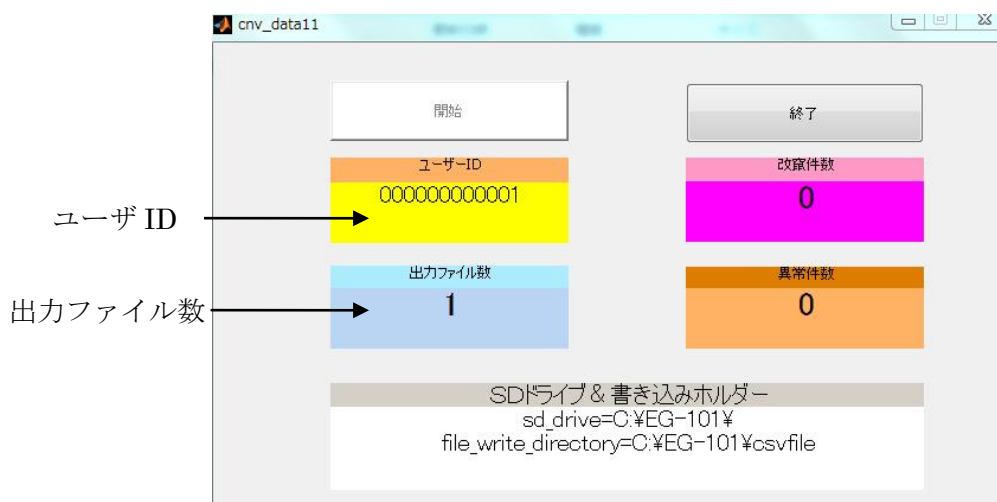 cnv_data11
開始
終了
ユーザーID
改竄件数
000000000001
0
ユーザ ID
出力ファイル数
異常件数
1
0
出力ファイル数
SDドライブ & 書き込みホルダー
sd_drive=C:¥EG-101¥
file_write_directory=C:¥EG-101¥csvfile